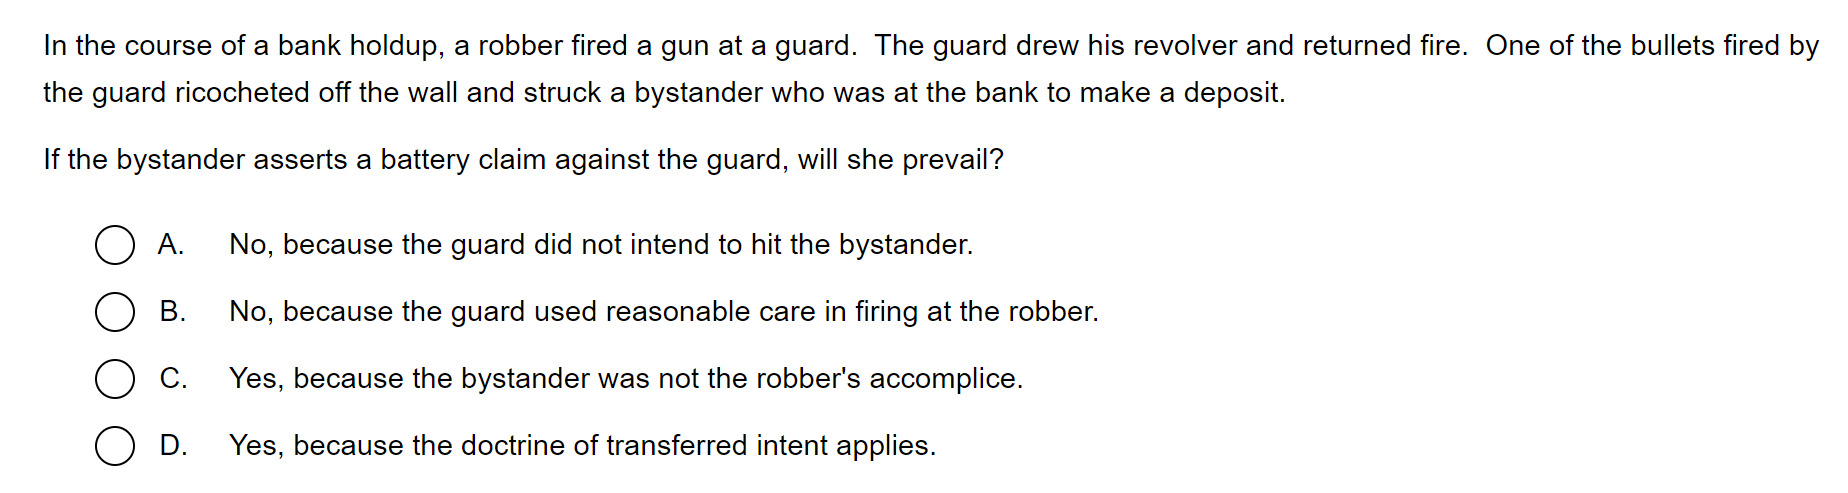 In the course of a bank holdup, a robber fired a gun at a guard.  The guard drew his revolver and returned fire.  One of the bullets fired by
the guard ricocheted off the wall and struck a bystander who was at the bank to make a deposit.
If the bystander asserts a battery claim against the guard, will she prevail?
A. No, because the guard did not intend to hit the bystander.
B. No, because the guard used reasonable care in firing at the robber.
C. Yes, because the bystander was not the robber's accomplice.
D. Yes, because the doctrine of transferred intent applies.